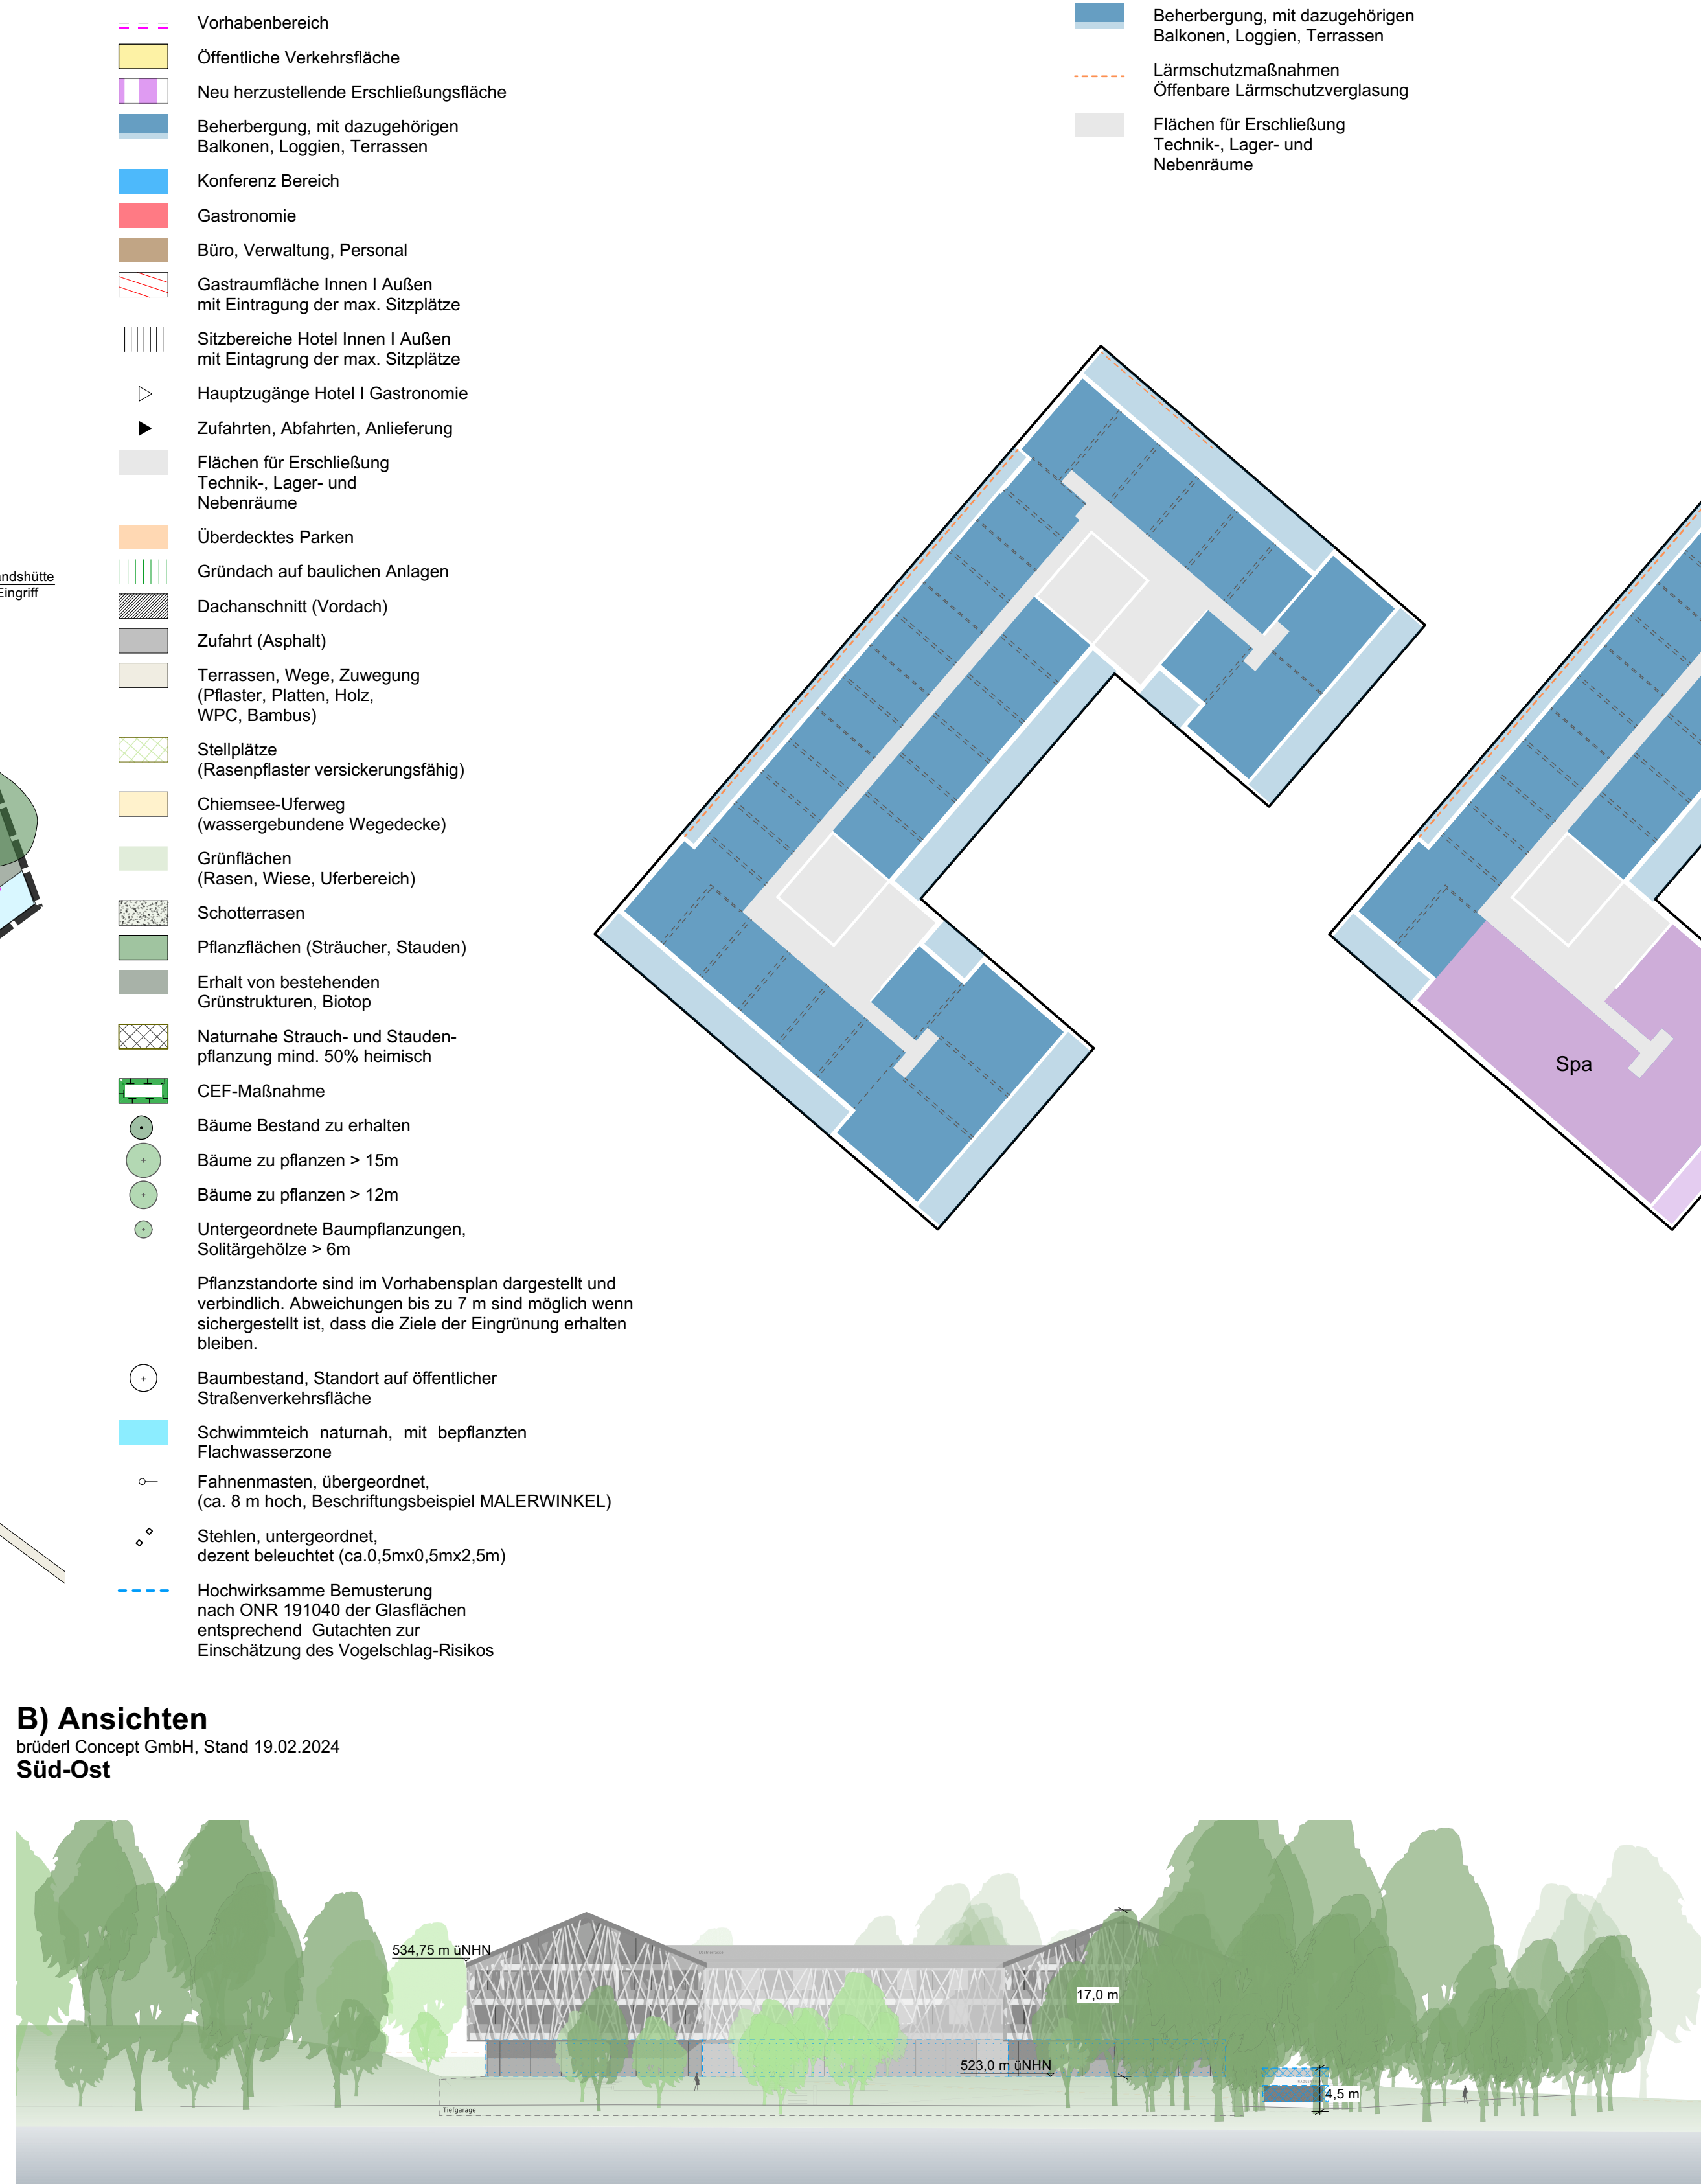 Vorhabenbereich
Öffentliche Verkehrsfläche
Neu herzustellende Erschließungsfläche
Beherbergung, mit dazugehörigen
Balkonen, Loggien, Terrassen
Konferenz Bereich
Gastronomie
Büro, Verwaltung, Personal
Gastraumfläche Innen I Außen
mit Eintragung der max. Sitzplätze
Sitzbereiche Hotel Innen I Außen
mit Eintagrung der max. Sitzplätze
Hauptzugänge Hotel I Gastronomie
Zufahrten, Abfahrten, Anlieferung
Flächen für Erschließung
Technik-, Lager- und
Nebenräume
Überdecktes Parken
Gründach auf baulichen Anlagen
Dachanschnitt (Vordach)
Zufahrt (Asphalt)
Terrassen, Wege, Zuwegung
(Pflaster, Platten, Holz,
WPC, Bambus)
Stellplätze
(Rasenpflaster versickerungsfähig)
Chiemsee-Uferweg
(wassergebundene Wegedecke)
Grünflächen
(Rasen, Wiese, Uferbereich)
Schotterrasen
Pflanzflächen (Sträucher, Stauden)
Erhalt von bestehenden
Grünstrukturen, Biotop
Naturnahe Strauch- und Stauden-
pflanzung mind. 50% heimisch
CEF-Maßnahme
Bäume Bestand zu erhalten
Bäume zu pflanzen > 15m
Bäume zu pflanzen > 12m
Untergeordnete Baumpflanzungen,
Solitärgehölze > 6m
Pflanzstandorte sind im Vorhabensplan dargestellt und
verbindlich. Abweichungen bis zu 7 m sind möglich wenn
sichergestellt ist, dass die Ziele der Eingrünung erhalten
bleiben.
Baumbestand, Standort auf öffentlicher
Straßenverkehrsfläche
Schwimmteich naturnah, mit bepflanzten
Flachwasserzone
Fahnenmasten, übergeordnet,
(ca. 8 m hoch, Beschriftungsbeispiel MALERWINKEL)
Stehlen, untergeordnet,
dezent beleuchtet (ca.0,5mx0,5mx2,5m)
Hochwirksamme Bemusterung
nach ONR 191040 der Glasflächen
entsprechend Gutachten zur
Einschätzung des Vogelschlag-Risikos
ndshütte
Eingriff
Beherbergung, mit dazugehörigen
Balkonen, Loggien, Terrassen
Lärmschutzmaßnahmen
Öffenbare Lärmschutzverglasung
Flächen für Erschließung
Technik-, Lager- und
Nebenräume
Spa
B) Ansichten
brüderl Concept GmbH, Stand 19.02.2024
Süd-Ost
534,75 m üNHN
17,0 m
523,0 m üNHN
4,5 m
Tiefgarage